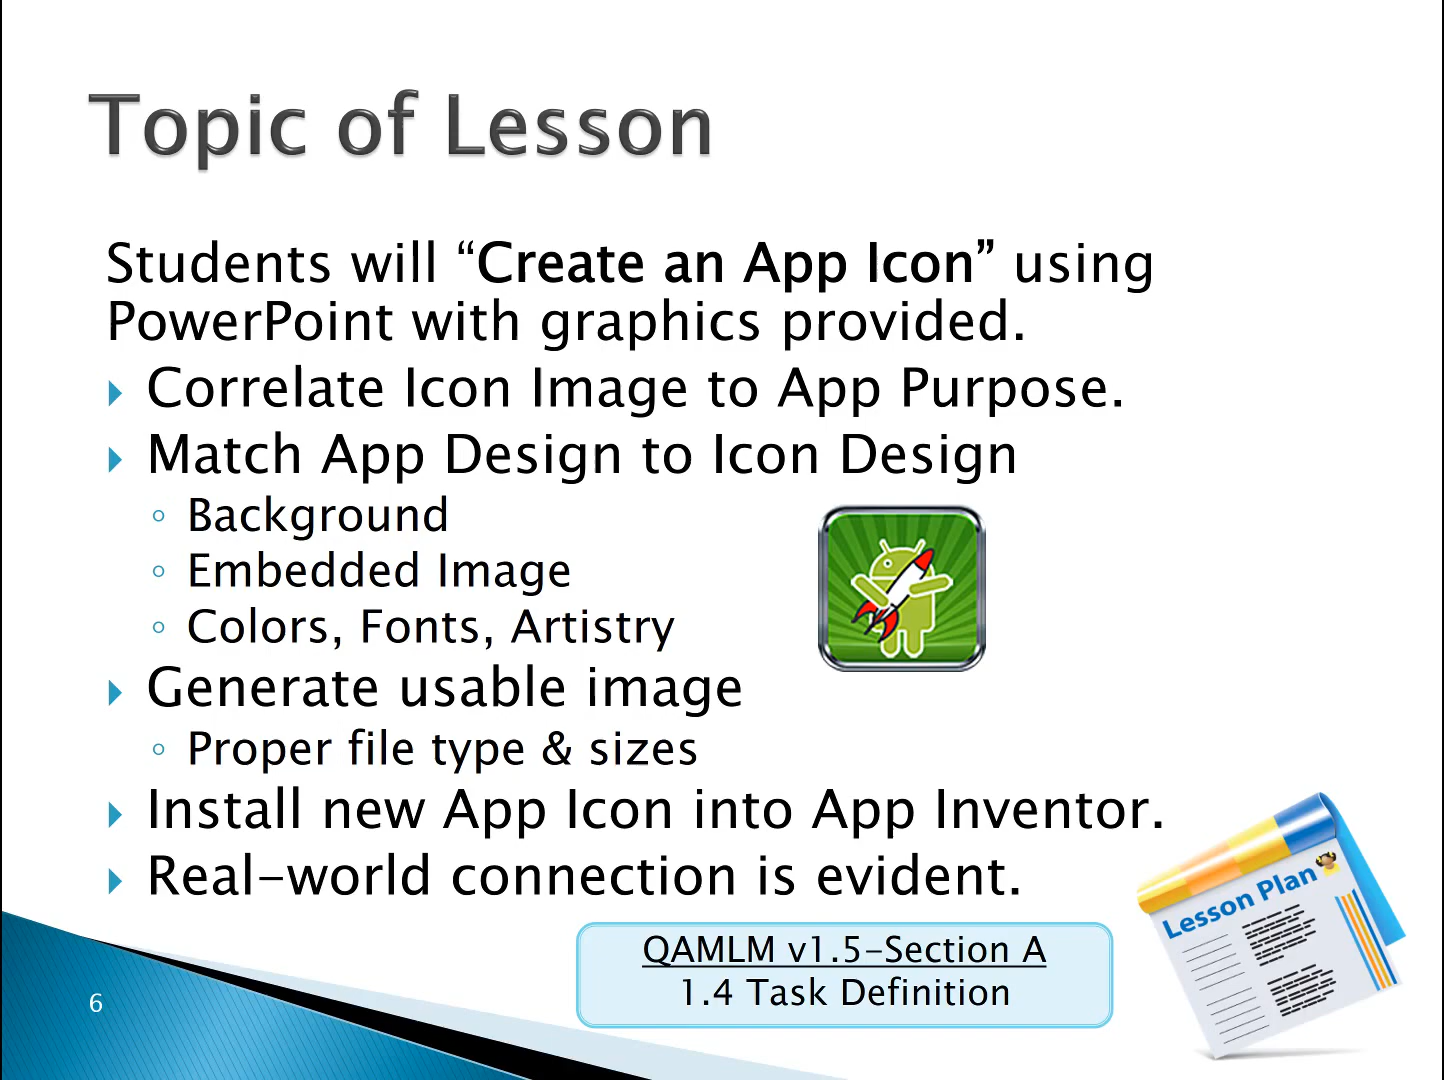 Topic of Lesson
Students will “Create an App Icon” using
PowerPoint with graphics provided.
Correlate Icon Image to App Purpose.
Match App Design to Icon Design
Background
Embedded Image
Colors, Fonts, Artistry
Generate usable image
Proper file type & sizes
Install new App Icon into App Inventor.
Real-world connection is evident.
Lesson Plan
QAMLM v1.5-Section A
1.4 Task Definition
6